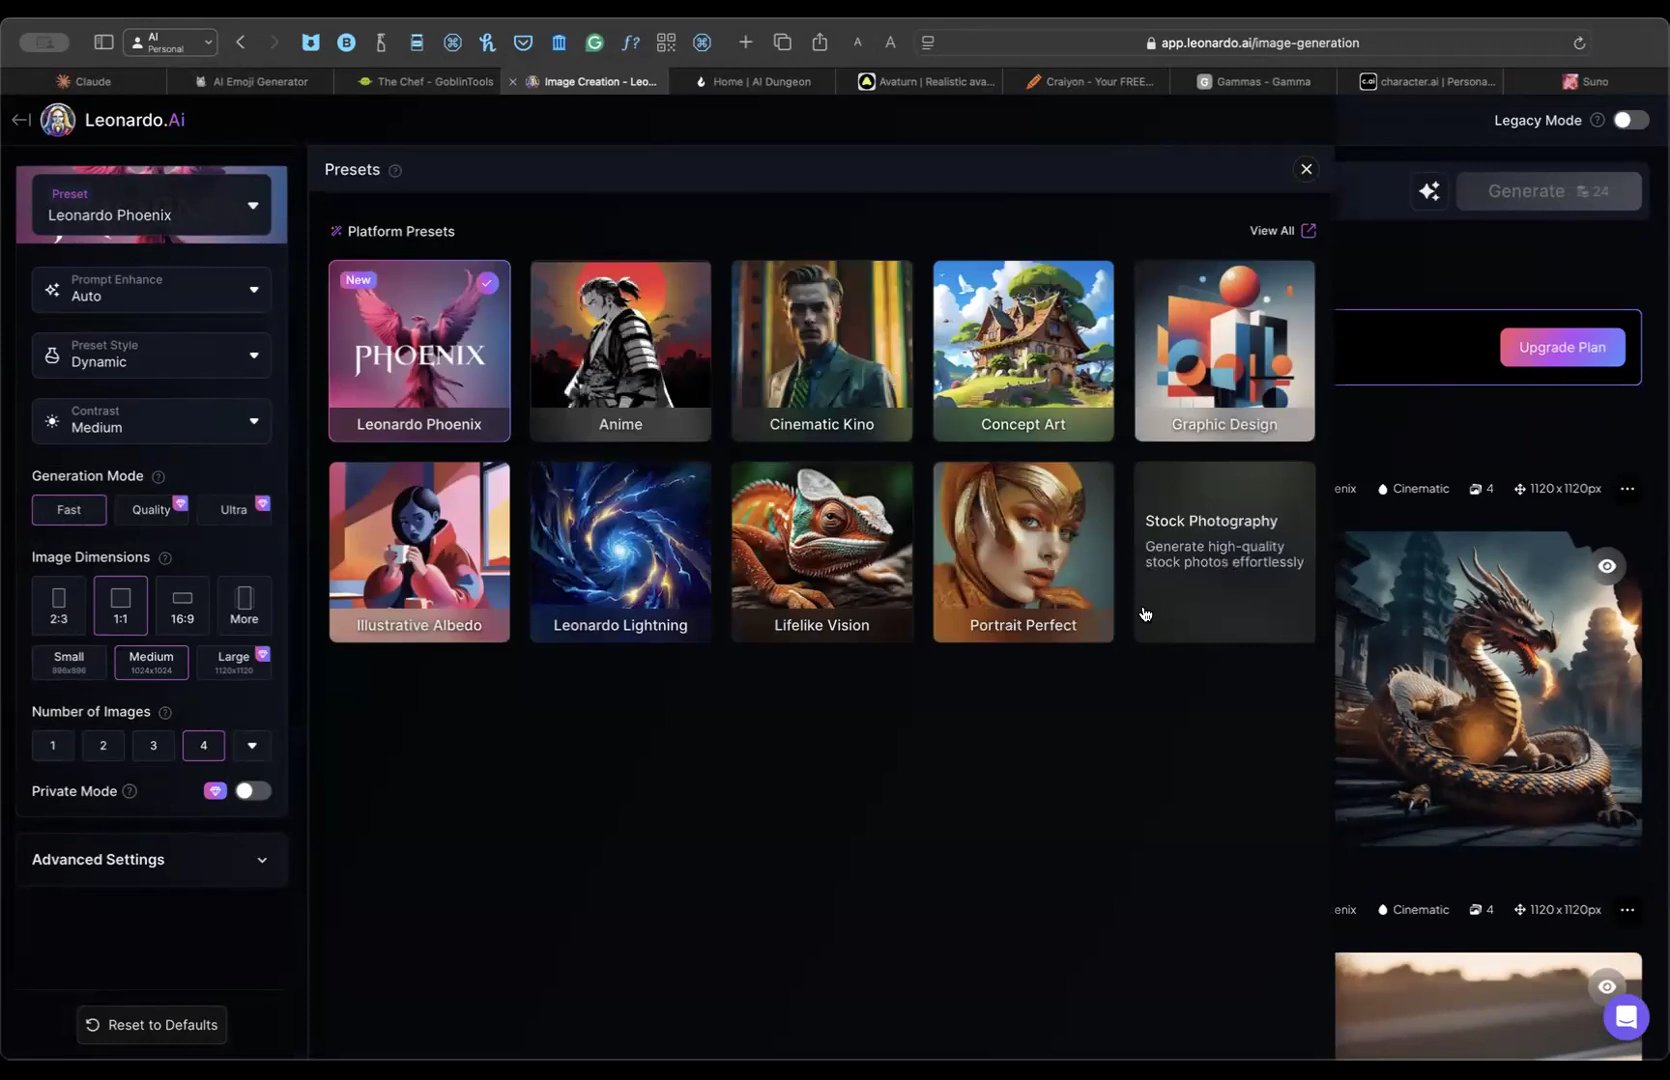 AI
Personal
A
A
app.leonardo.ai/image-generation
Claude
AI Emoji Generator
The Chef - GoblinTools
Image Creation - Leo...
Home | AI Dungeon
Avaturn | Realistic ava...
Craiyon - Your FREE...
Gammas - Gamma
character.ai | Persona...
Suno
Leonardo.Ai
Legacy Mode
Preset
Leonardo Phoenix
Prompt Enhance
Auto
Preset Style
Dynamic
Contrast
Medium
Generation Mode
Fast
Quality
Ultra
Image Dimensions
2:3
1:1
16:9
More
Small
896x896
Medium
1024x1024
Large
1120x1120
Number of Images
1
2
3
4
Private Mode
Advanced Settings
Reset to Defaults
Presets
Platform Presets
View All
New
PHOENIX
Leonardo Phoenix
Anime
Cinematic Kino
Concept Art
Graphic Design
Illustrative Albedo
Leonardo Lightning
Lifelike Vision
Portrait Perfect
Stock Photography
Generate high-quality
stock photos effortlessly
Generate 24
Upgrade Plan
enix Cinematic 4 1120 x 1120px
enix Cinematic 4 1120 x 1120px